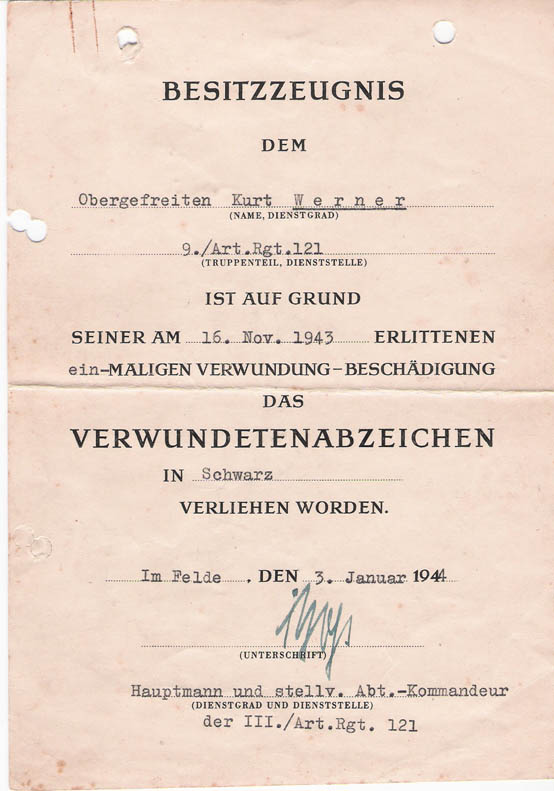 BESITZZEUGNIS
DEM
Obergefreiten Kurt Werner
(NAME, DIENSTGRAD)
9./Art.Rgt.121
(TRUPPENTEIL, DIENSTSTELLE)
IST AUF GRUND
SEINER AM 16. Nov. 1943 ERLITTENEN
ein-MALIGEN VERWUNDUNG–BESCHÄDIGUNG
DAS
VERWUNDETENABZEICHEN
IN Schwarz
VERLIEHEN WORDEN.
Im Felde, DEN 3. Januar 1944
(UNTERSCHRIFT)
Hauptmann und stellv. Abt.-Kommandeur
(DIENSTGRAD UND DIENSTSTELLE)
der III./Art.Rgt. 121